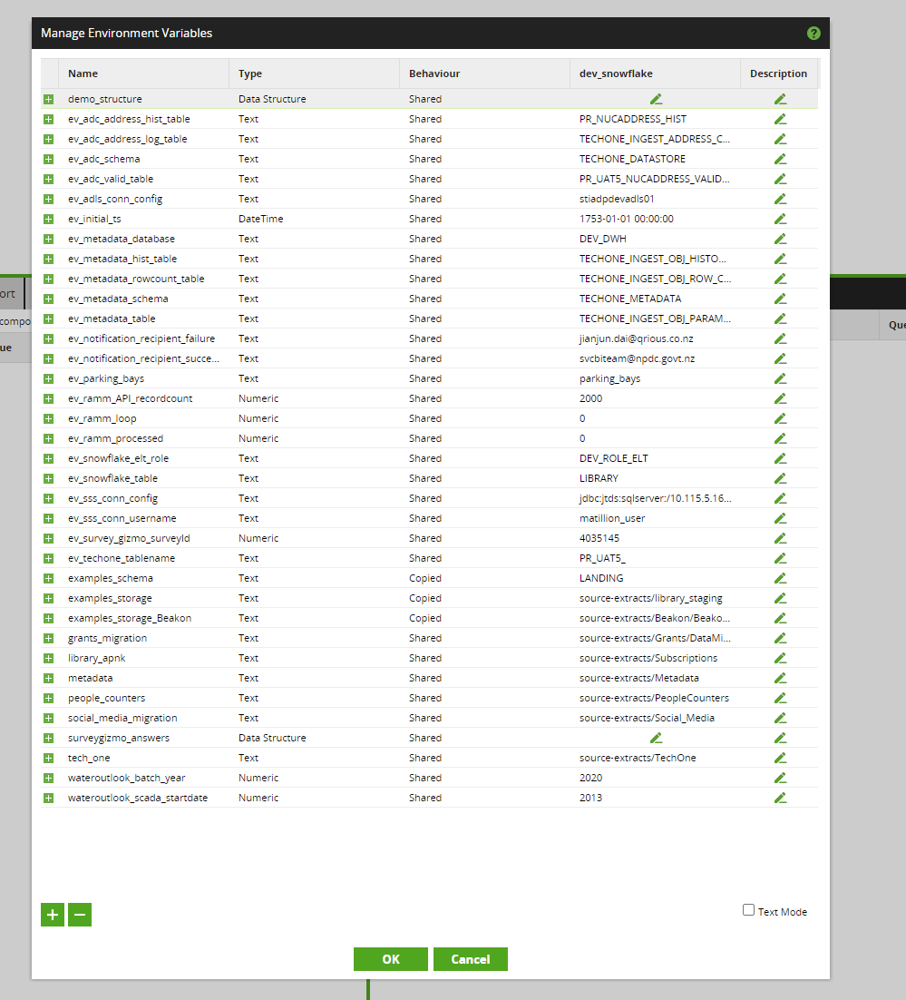 Manage Environment Variables ?
Name Type Behaviour dev_snowflake Description
demo_structure Data Structure Shared
ev_adc_address_hist_table Text Shared PR_NUCADDRESS_HIST
ev_adc_address_log_table Text Shared TECHONE_INGEST_ADDRESS_C...
ev_adc_schema Text Shared TECHONE_DATASTORE
ev_adc_valid_table Text Shared PR_UAT5_NUCADDRESS_VALID...
ev_adls_conn_config Text Shared stiadpdevadls01
ev_initial_ts DateTime Shared 1753-01-01 00:00:00
ev_metadata_database Text Shared DEV_DWH
ev_metadata_hist_table Text Shared TECHONE_INGEST_OBJ_HISTO...
ev_metadata_rowcount_table Text Shared TECHONE_INGEST_OBJ_ROW_C...
ort
ev_metadata_schema Text Shared TECHONE_METADATA
compo
ev_metadata_table Text Shared TECHONE_INGEST_OBJ_PARAM...
Que
ev_notification_recipient_failure Text Shared jianjun.dai@qrious.co.nz
ue
ev_notification_recipient_succe... Text Shared svcbiteam@npdc.govt.nz
ev_parking_bays Text Shared parking_bays
ev_ramm_API_recordcount Numeric Shared 2000
ev_ramm_loop Numeric Shared 0
ev_ramm_processed Numeric Shared 0
ev_snowflake_elt_role Text Shared DEV_ROLE_ELT
ev_snowflake_table Text Shared LIBRARY
ev_sss_conn_config Text Shared jdbc:jtds:sqlserver:/10.115.5.16...
ev_sss_conn_username Text Shared matillion_user
ev_survey_gizmo_surveyId Numeric Shared 4035145
ev_techone_tablename Text Shared PR_UAT5_
examples_schema Text Copied LANDING
examples_storage Text Copied source-extracts/library_staging
examples_storage_Beakon Text Copied source-extracts/Beakon/Beako...
grants_migration Text Shared source-extracts/Grants/DataMi...
library_apnk Text Shared source-extracts/Subscriptions
metadata Text Shared source-extracts/Metadata
people_counters Text Shared source-extracts/PeopleCounters
social_media_migration Text Shared source-extracts/Social_Media
surveygizmo_answers Data Structure Shared
tech_one Text Shared source-extracts/TechOne
wateroutlook_batch_year Numeric Shared 2020
wateroutlook_scada_startdate Numeric Shared 2013
Text Mode
OK Cancel